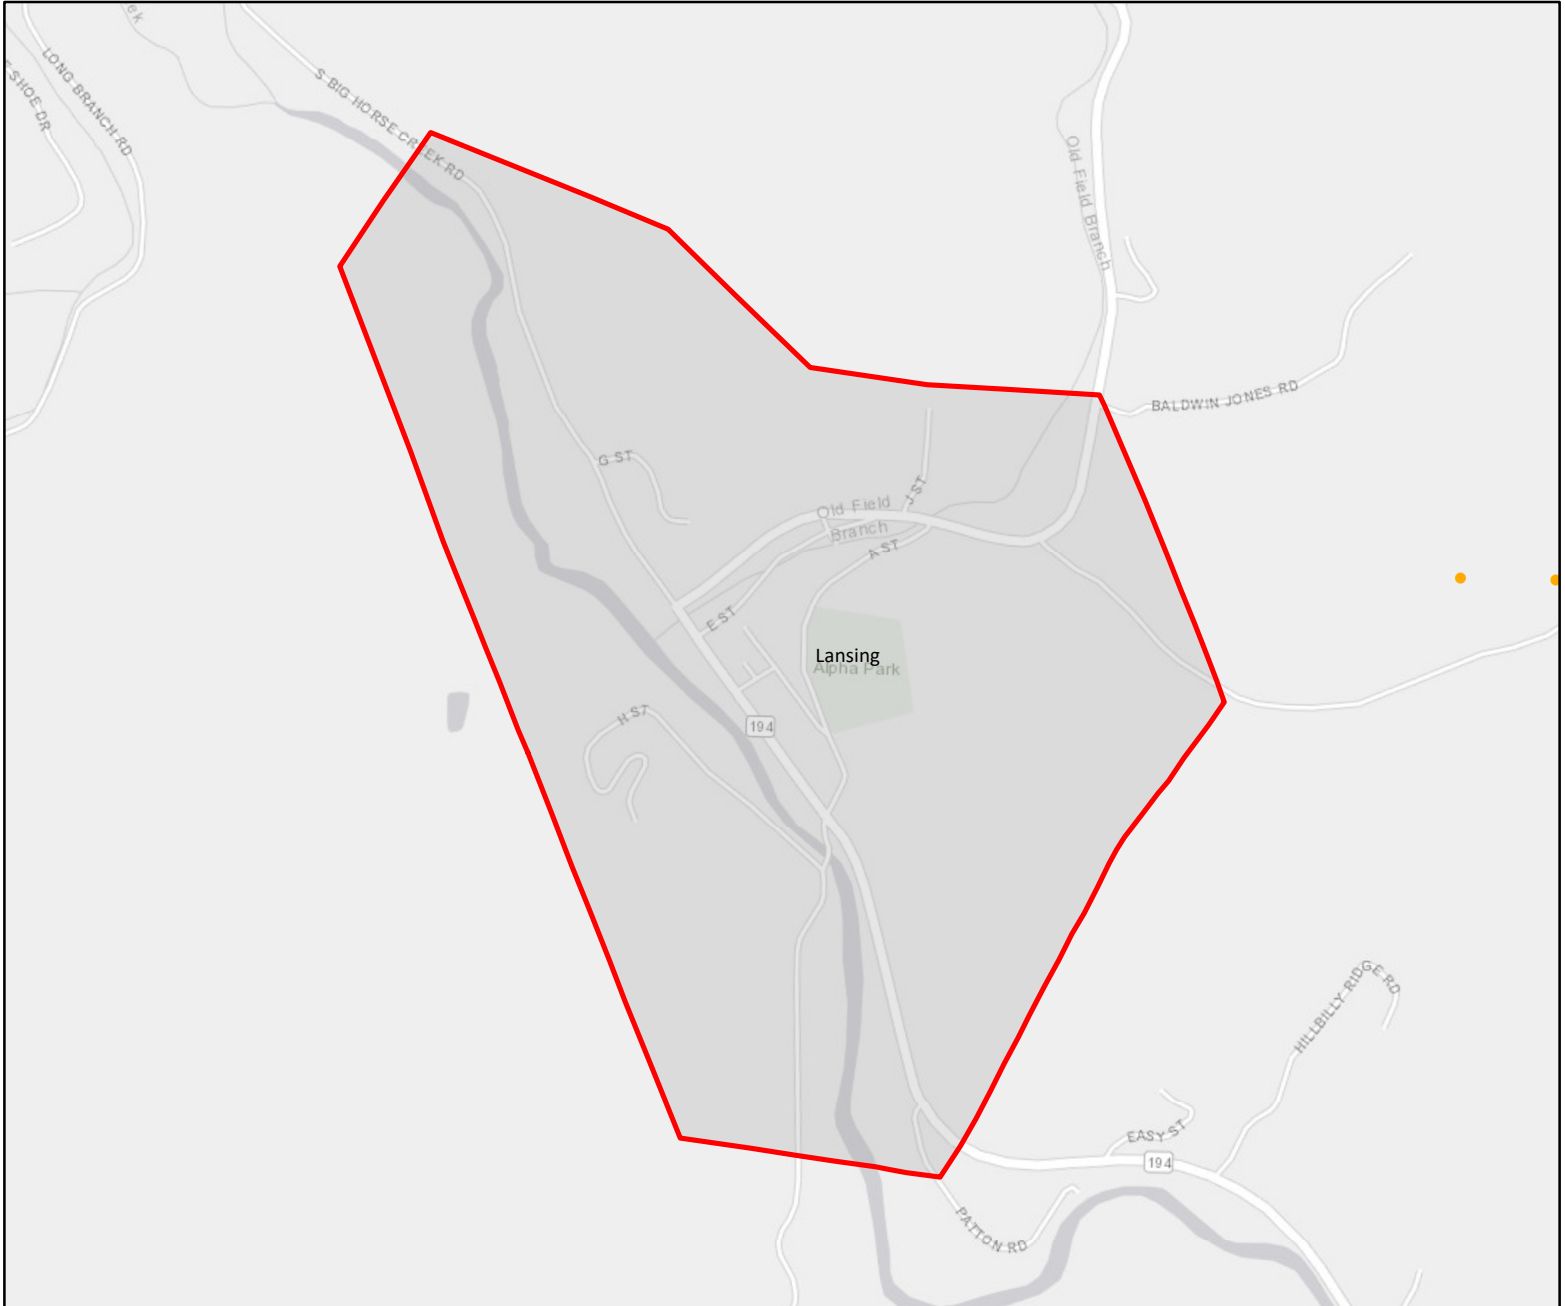 ek
LONG BRANCH RD
SHOE DR
S BIG HORSE CREEK RD
Old Field Branch
BALDWIN JONES RD
G ST
J ST
Old Field
Branch
A ST
E ST
Lansing
Alpha Park
H ST
194
HILLBILLY RIDGE RD
EASY ST
194
PATTON RD